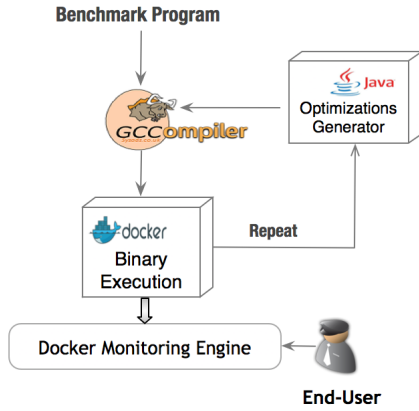 Benchmark Program
Java
Optimizations
Generator
GCCompiler
docker
Binary
Execution
Repeat
Docker Monitoring Engine
End-User